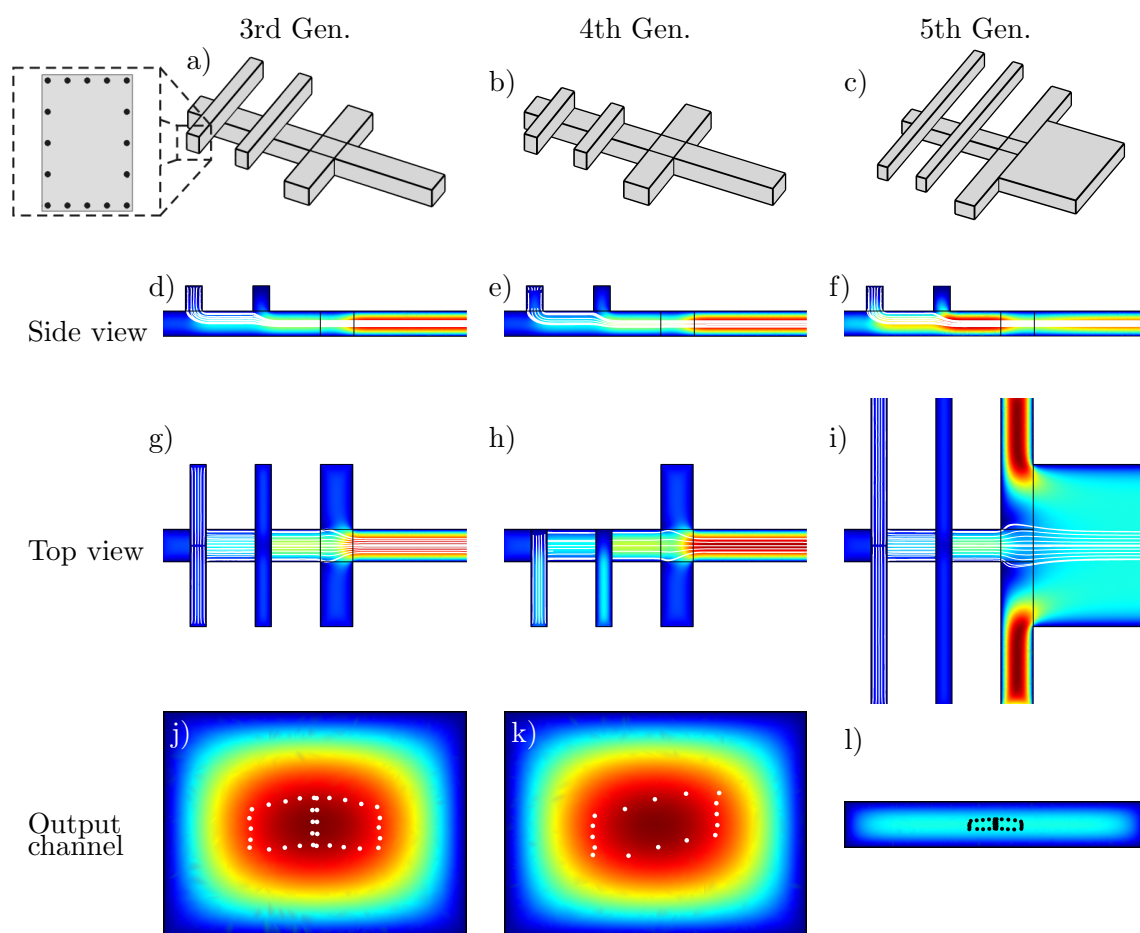 3rd Gen.
4th Gen.
5th Gen.
a)
b)
c)
Side view
d)
e)
f)
Top view
g)
h)
i)
Output
channel
j)
k)
l)